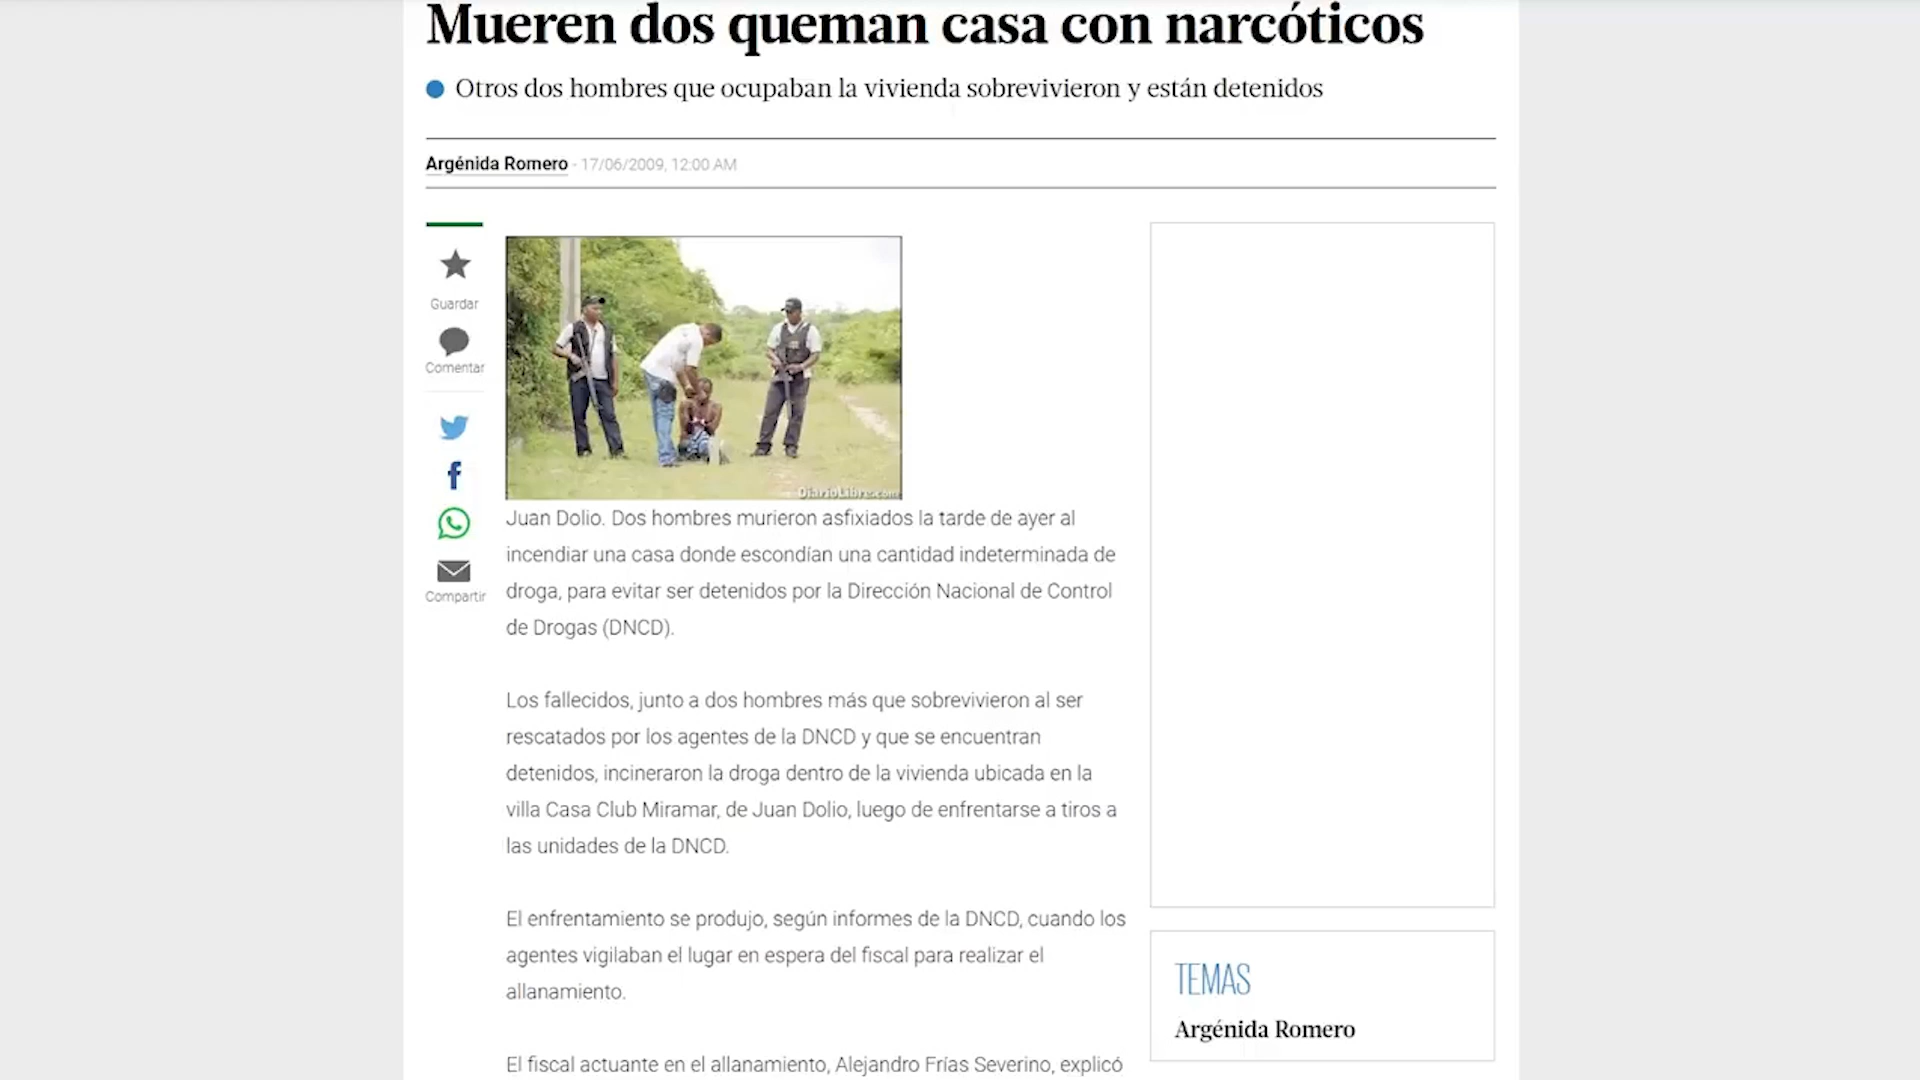 Mueren dos queman casa con narcóticos
Otros dos hombres que ocupaban la vivienda sobrevivieron y están detenidos
Argénida Romero - 17/06/2009, 12:00 AM
Guardar
Comentar
Compartir
DiarioLibre.com
Juan Dolio. Dos hombres murieron asfixiados la tarde de ayer al
incendiar una casa donde escondían una cantidad indeterminada de
droga, para evitar ser detenidos por la Dirección Nacional de Control
de Drogas (DNCD).
Los fallecidos, junto a dos hombres más que sobrevivieron al ser
rescatados por los agentes de la DNCD y que se encuentran
detenidos, incineraron la droga dentro de la vivienda ubicada en la
villa Casa Club Miramar, de Juan Dolio, luego de enfrentarse a tiros a
las unidades de la DNCD.
El enfrentamiento se produjo, según informes de la DNCD, cuando los
agentes vigilaban el lugar en espera del fiscal para realizar el
allanamiento.
El fiscal actuante en el allanamiento, Alejandro Frías Severino, explicó
TEMAS
Argénida Romero